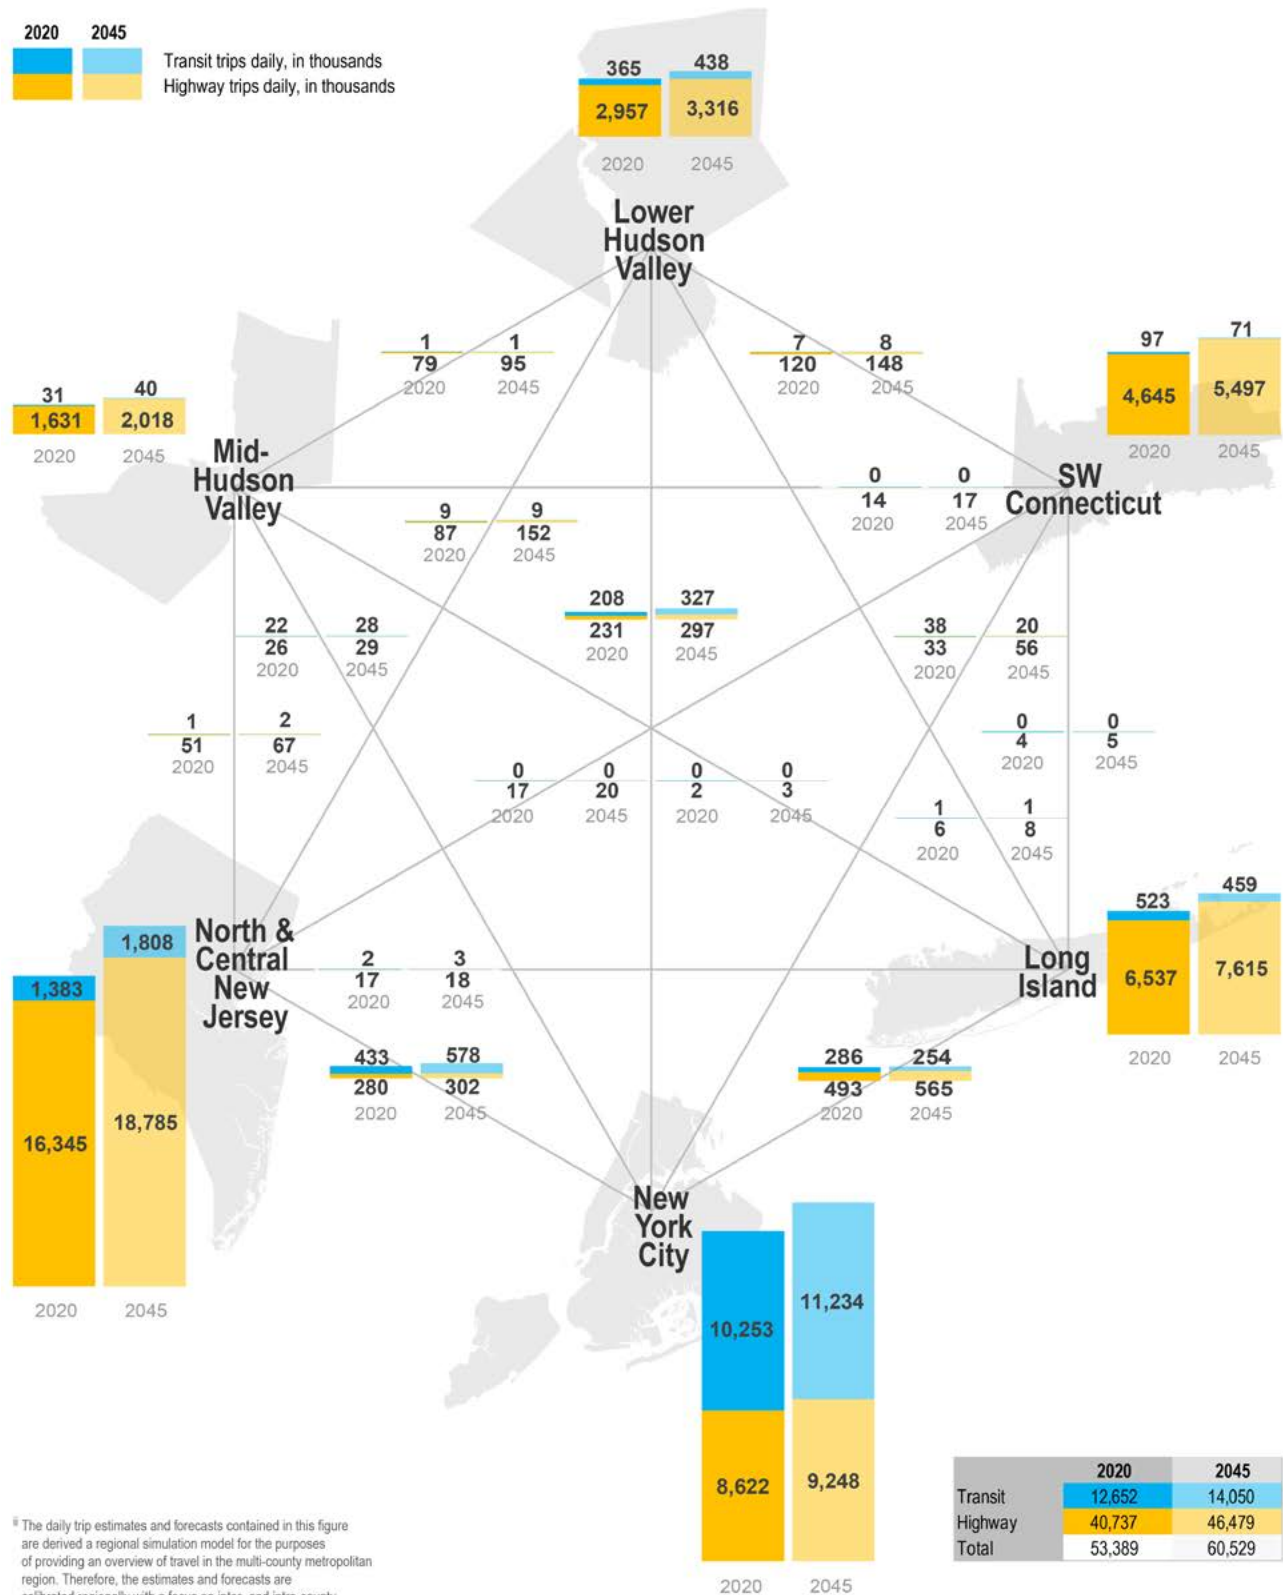 2020 2045
Transit trips daily, in thousands
Highway trips daily, in thousands
365 438
2,957 3,316
2020 2045
Lower
Hudson
Valley
1 1
79 95
2020 2045
7 8
120 148
2020 2045
97 71
4,645 5,497
2020 2045
31 40
1,631 2,018
2020 2045
Mid-
Hudson
Valley
SW
Connecticut
0 0
14 17
2020 2045
9 9
87 152
2020 2045
208 327
231 297
2020 2045
22 28
26 29
2020 2045
38 20
33 56
2020 2045
1 2
51 67
2020 2045
0 0
4 5
2020 2045
0 0
17 20
2020 2045
0 0
2 3
2020 2045
1 1
6 8
2020 2045
North &
Central
New
Jersey
1,383 1,808
16,345 18,785
2020 2045
2 3
17 18
2020 2045
Long
Island
523 459
6,537 7,615
2020 2045
433 578
280 302
2020 2045
286 254
493 565
2020 2045
New
York
City
10,253 11,234
8,622 9,248
2020 2045
2020 2045
Transit 12,652 14,050
Highway 40,737 46,479
Total 53,389 60,529
The daily trip estimates and forecasts contained in this figure
are derived a regional simulation model for the purposes
of providing an overview of travel in the multi-county metropolitan
region. Therefore, the estimates and forecasts are